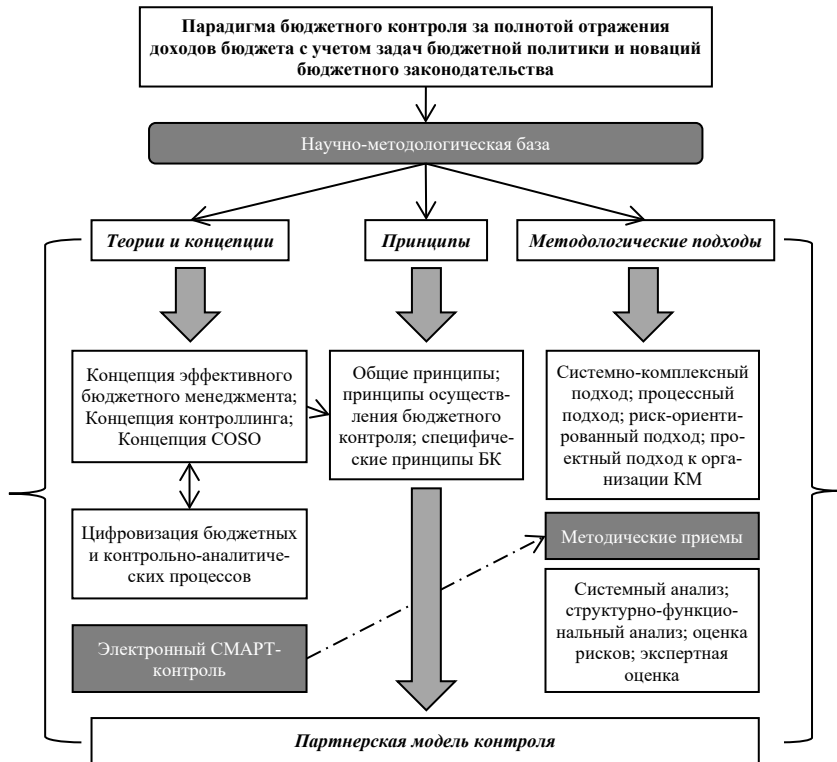 Парадигма бюджетного контроля за полнотой отражения
доходов бюджета с учетом задач бюджетной политики и новаций
бюджетного законодательства
Научно-методологическая база
Теории и концепции
Принципы
Методологические подходы
Концепция эффективного
бюджетного менеджмента;
Концепция контроллинга;
Концепция COSO
Общие принципы;
принципы осуществ-
ления бюджетного
контроля; специфиче-
ские принципы БК
Системно-комплексный
подход; процессный
подход; риск-ориенти-
рованный подход; про-
ектный подход к орга-
низации КМ
Цифровизация бюджетных
и контрольно-аналитиче-
ских процессов
Методические приемы
Системный анализ;
структурно-функцио-
нальный анализ; оценка
рисков; экспертная
оценка
Электронный СМАРТ-
контроль
Партнерская модель контроля